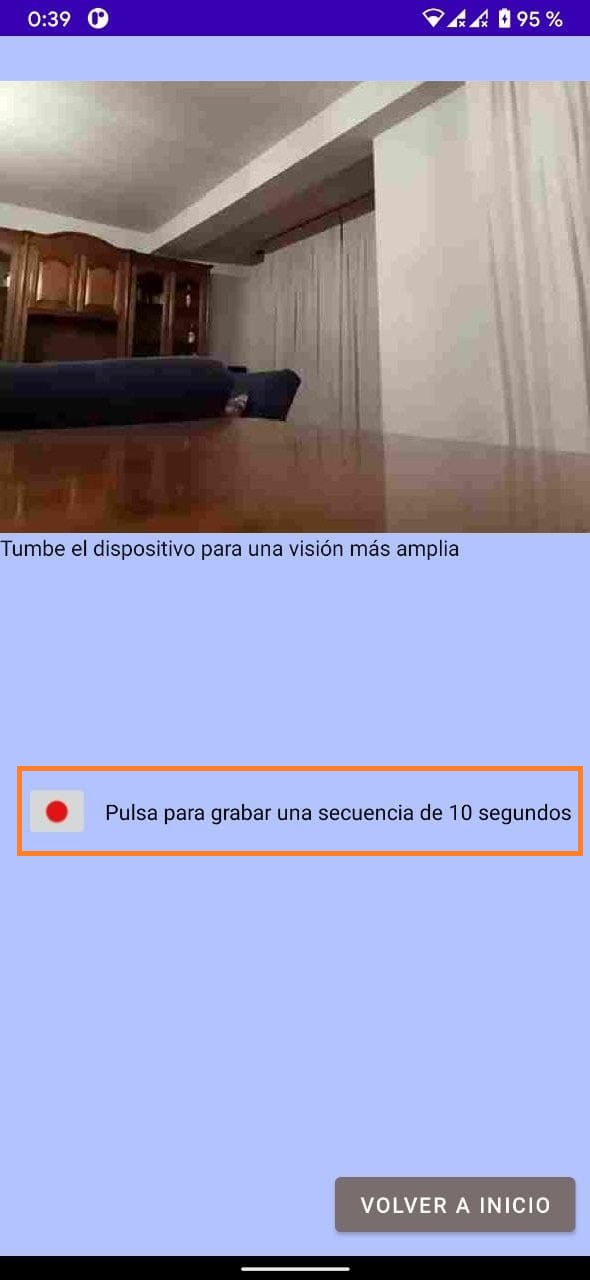 0:39
95 %
Tumbe el dispositivo para una visión más amplia
Pulsa para grabar una secuencia de 10 segundos
VOLVER A INICIO